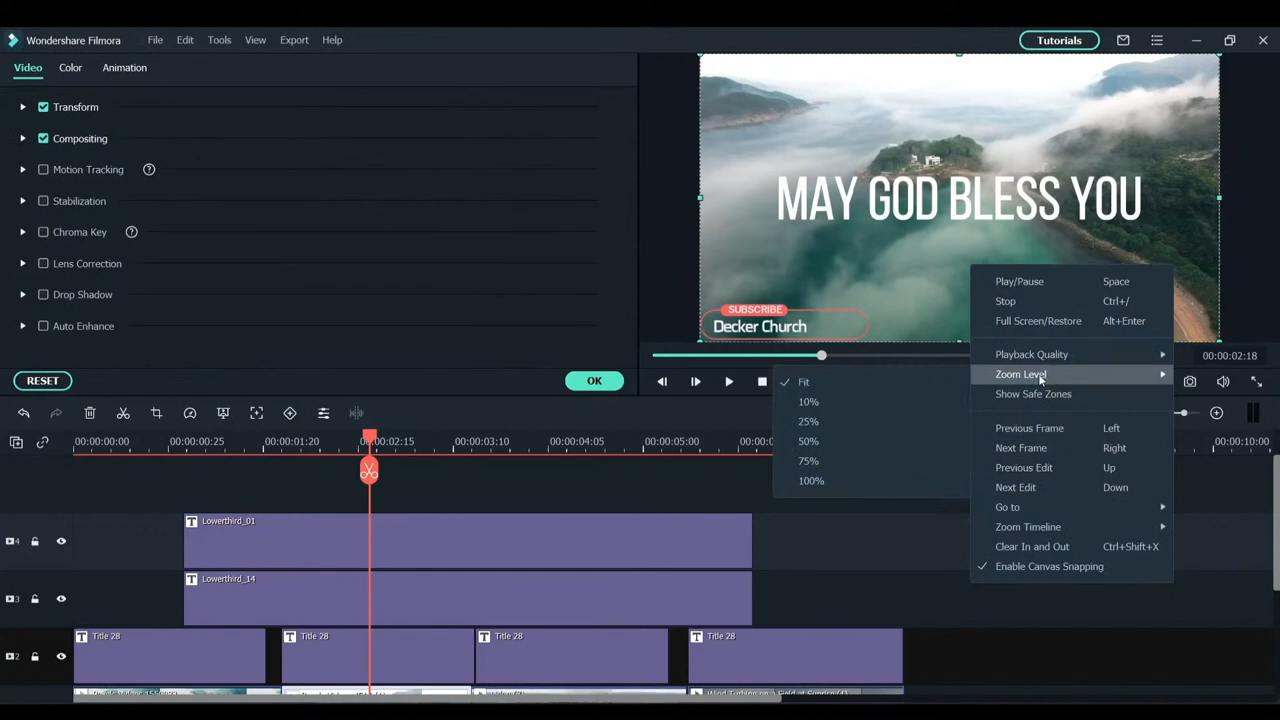 Wondershare Filmora File Edit Tools View Export Help Tutorials
Video Color Animation
Transform
Compositing
Motion Tracking ?
Stabilization
Chroma Key ?
Lens Correction
Drop Shadow
Auto Enhance
RESET OK
MAY GOD BLESS YOU
SUBSCRIBE
Decker Church
00:00:02:18
Play/Pause Space
Stop Ctrl+/
Full Screen/Restore Alt+Enter
Playback Quality
Zoom Level
Show Safe Zones
Previous Frame Left
Next Frame Right
Previous Edit Up
Next Edit Down
Go to
Zoom Timeline
Clear In and Out Ctrl+Shift+X
Enable Canvas Snapping
Fit
10%
25%
50%
75%
100%
00:00:00:00 00:00:00:25 00:00:01:20 00:00:02:15 00:00:03:10 00:00:04:05 00:00:05:00 00:00:10:00
4 T Lowerthird_01
3 T Lowerthird_14
2 T Title 28 T Title 28 T Title 28 T Title 28